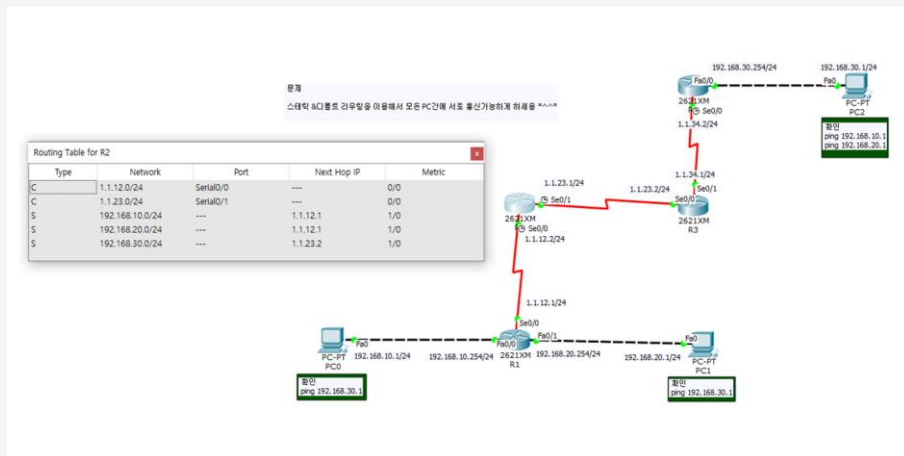 문제
스태틱 &디폴트 라우팅을 이용해서 모든 PC간에 서로 통신가능하게 하세용 *^^*
Routing Table for R2
Type Network Port Next Hop IP Metric
C 1.1.12.0/24 Serial0/0 --- 0/0
C 1.1.23.0/24 Serial0/1 --- 0/0
S 192.168.10.0/24 --- 1.1.12.1 1/0
S 192.168.20.0/24 --- 1.1.12.1 1/0
S 192.168.30.0/24 --- 1.1.23.2 1/0
192.168.30.254/24
192.168.30.1/24
Fa0/0
Fa0
2621XM
Se0/0
1.1.34.2/24
PC-PT
PC2
확인
ping 192.168.10.1
ping 192.168.20.1
1.1.34.1/24
Se0/1
1.1.23.1/24
1.1.23.2/24
Se0/1
Se0/0
2621XM
R3
2621XM
Se0/0
1.1.12.2/24
1.1.12.1/24
Se0/0
Fa0
Fa0/0
Fa0/1
Fa0
192.168.10.1/24
192.168.10.254/24
2621XM
R1
192.168.20.254/24
192.168.20.1/24
PC-PT
PC0
PC-PT
PC1
확인
ping 192.168.30.1
확인
ping 192.168.30.1